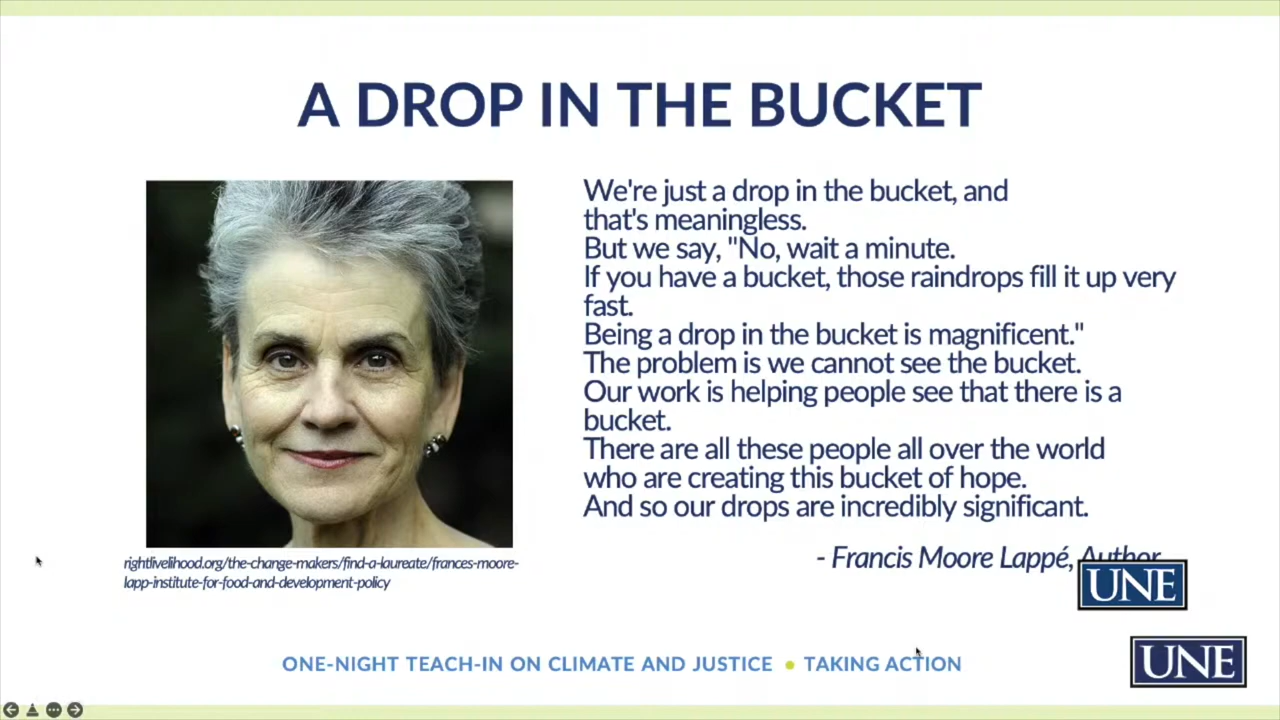 A DROP IN THE BUCKET
We're just a drop in the bucket, and
that's meaningless.
But we say, "No, wait a minute.
If you have a bucket, those raindrops fill it up very
fast.
Being a drop in the bucket is magnificent."
The problem is we cannot see the bucket.
Our work is helping people see that there is a
bucket.
There are all these people all over the world
who are creating this bucket of hope.
And so our drops are incredibly significant.
- Francis Moore Lappé, Author
rightlivelihood.org/the-change-makers/find-a-laureate/frances-moore-
lapp-institute-for-food-and-development-policy
UNE
ONE-NIGHT TEACH-IN ON CLIMATE AND JUSTICE • TAKING ACTION
UNE